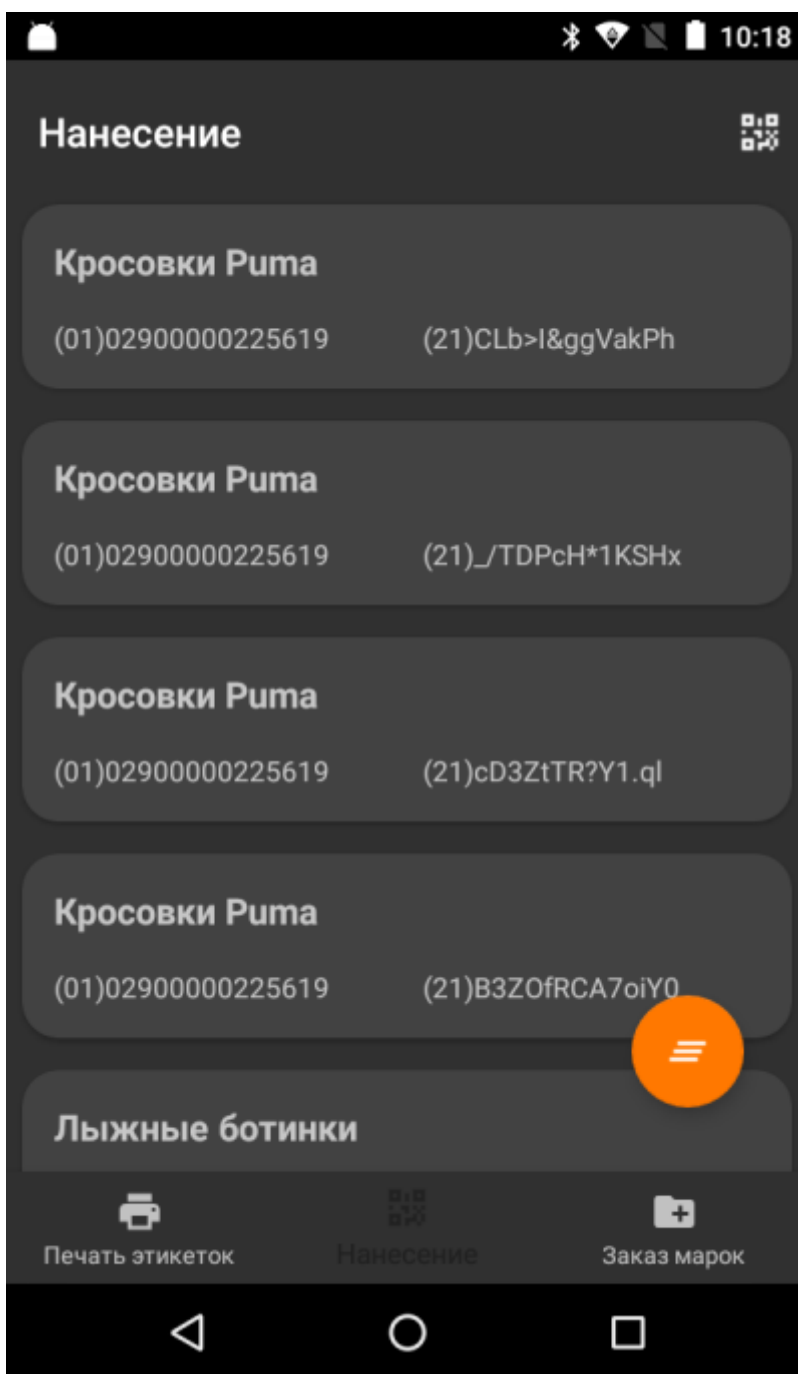 10:18
Нанесение
Кросовки Puma
(01)02900000225619 (21)CLb>I&ggVakPh
Кросовки Puma
(01)02900000225619 (21)_/TDPcH*1KSHx
Кросовки Puma
(01)02900000225619 (21)cD3ZtTR?Y1.ql
Кросовки Puma
(01)02900000225619 (21)B3ZOfRCA7oiY0
Лыжные ботинки
Печать этикеток Нанесение Заказ марок